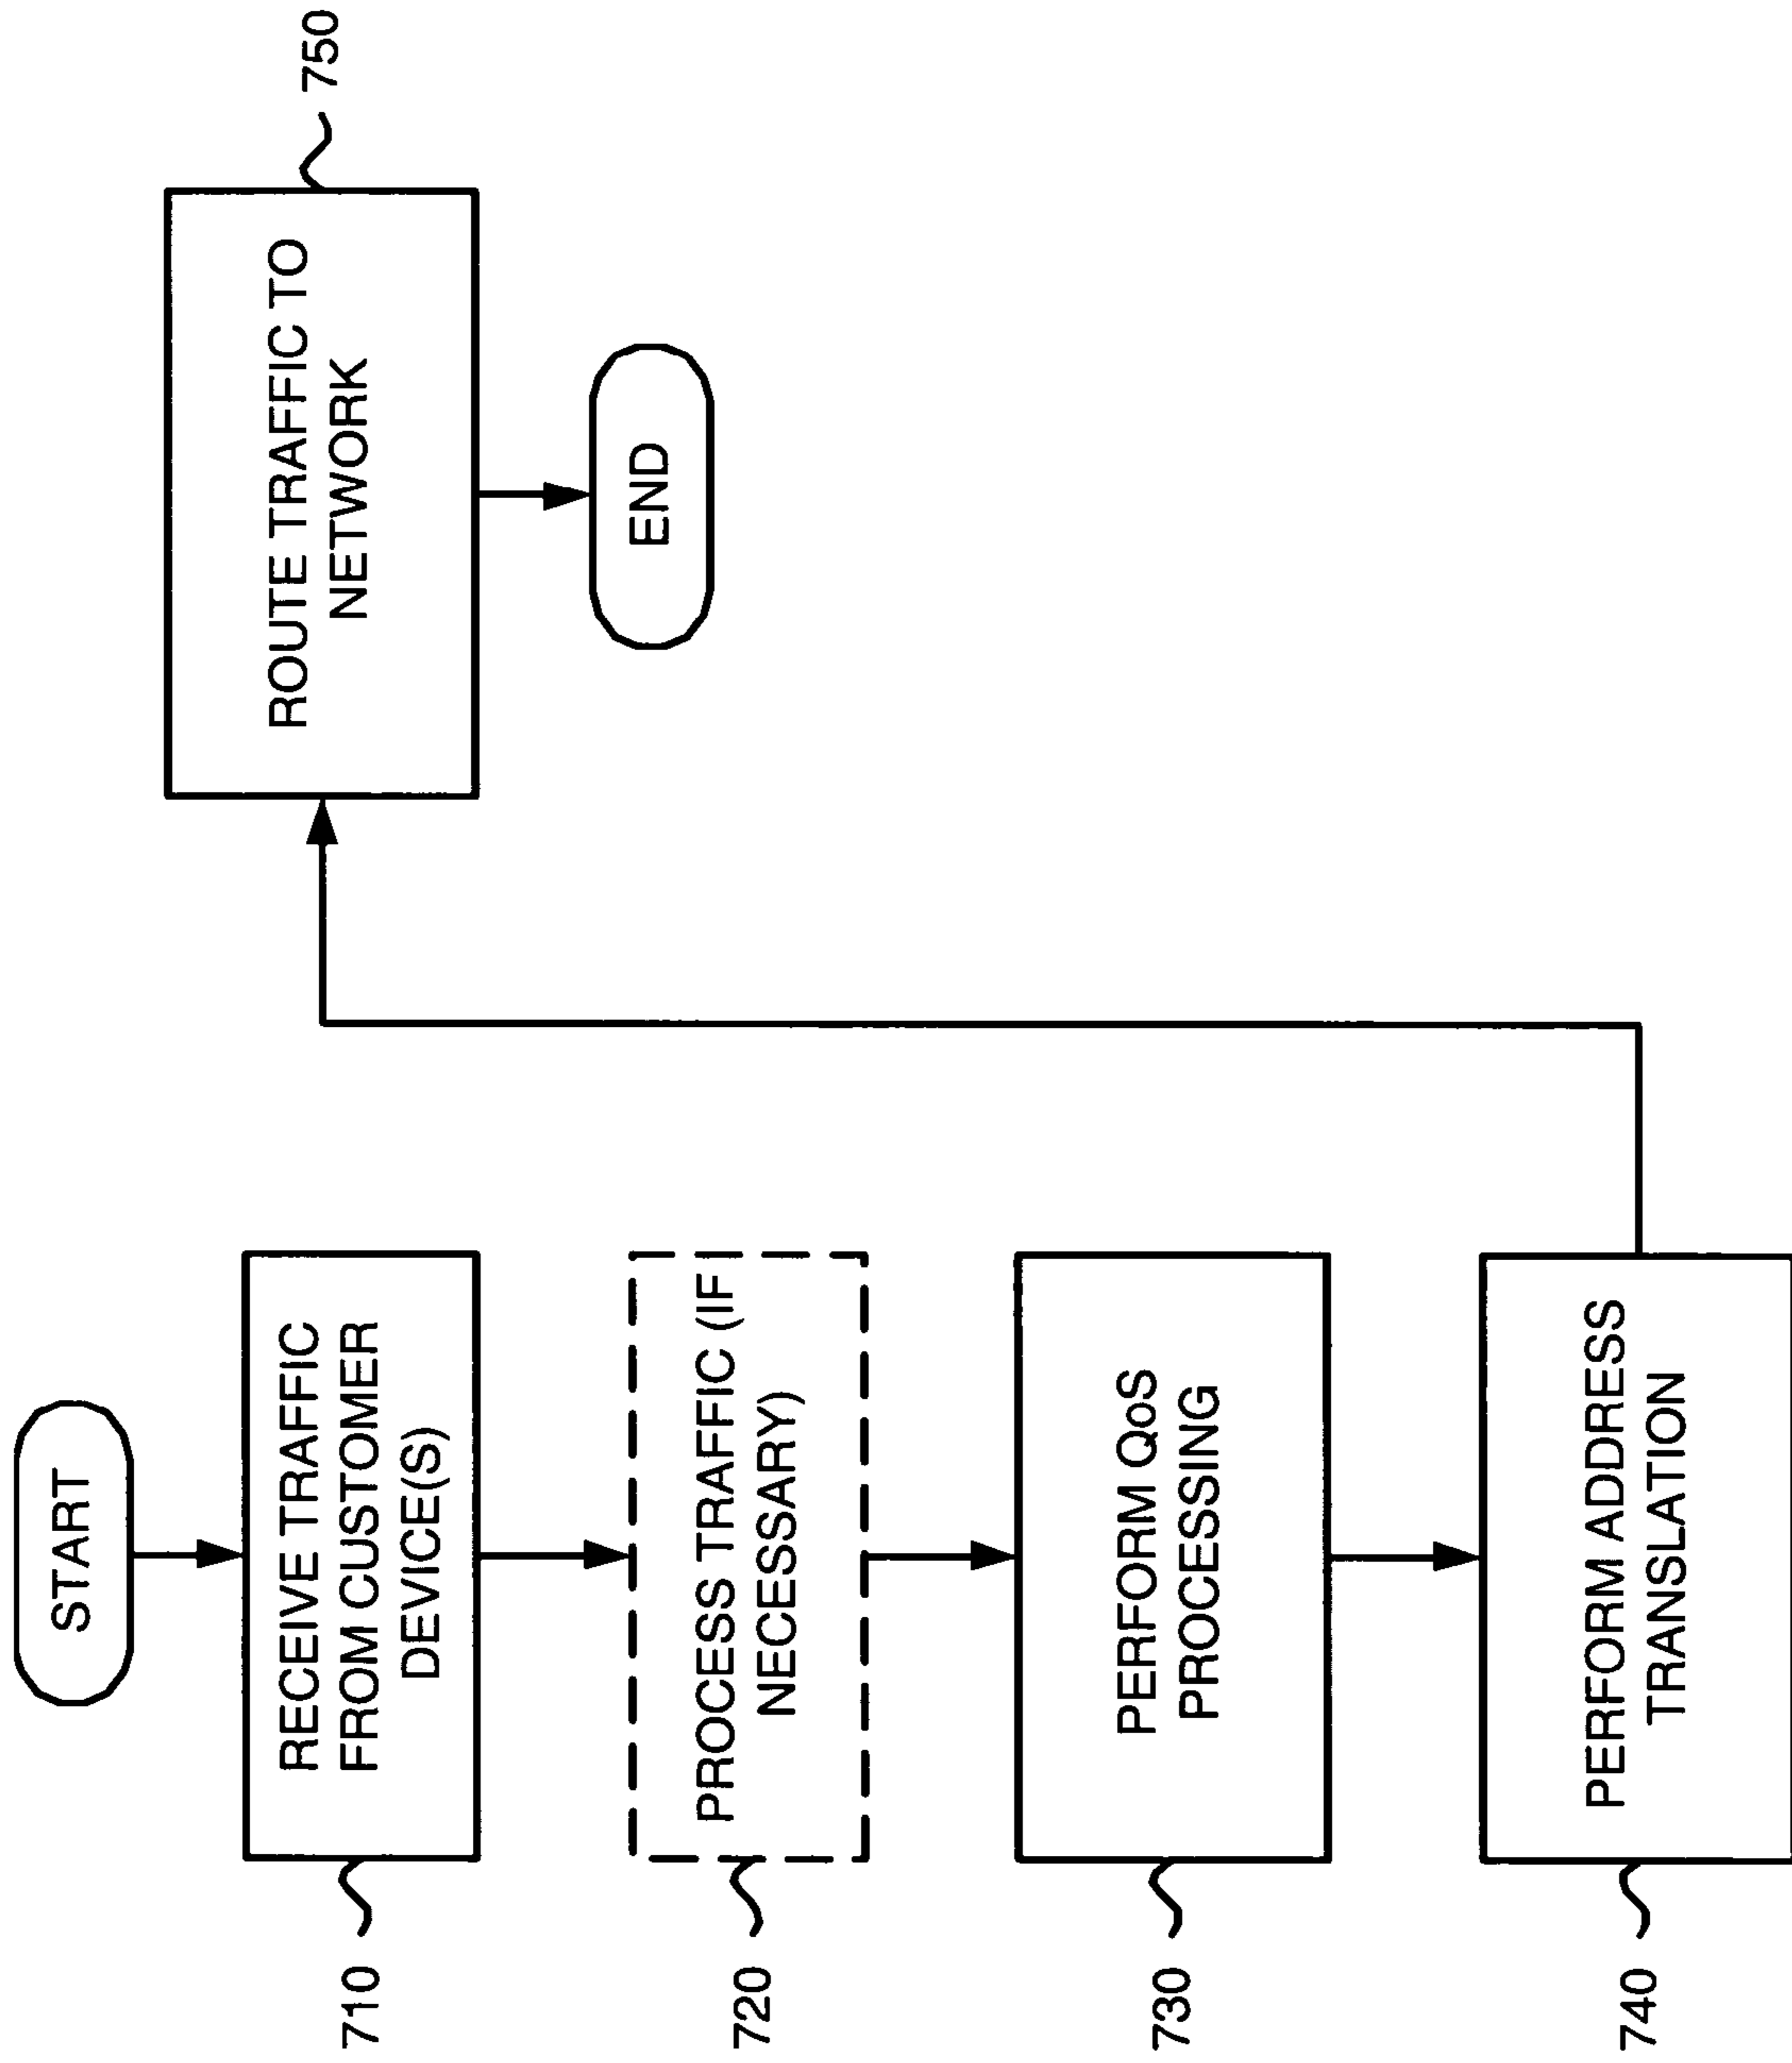 START
710
RECEIVE TRAFFIC
FROM CUSTOMER
DEVICE(S)
720
PROCESS TRAFFIC (IF
NECESSARY)
730
PERFORM QoS
PROCESSING
740
PERFORM ADDRESS
TRANSLATION
750
ROUTE TRAFFIC TO
NETWORK
END